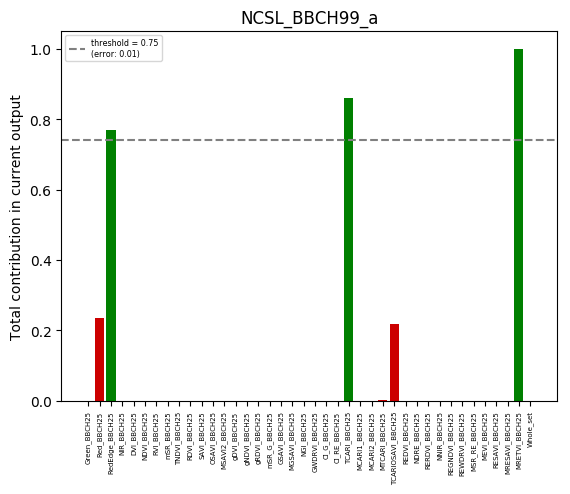 NCSL_BBCH99_a
threshold = 0.75
(error: 0.01)
Total contribution in current output
1.0
0.8
0.6
0.4
0.2
0.0
Green_BBCH25
Red_BBCH25
RedEdge_BBCH25
NIR_BBCH25
DVI_BBCH25
NDVI_BBCH25
RVI_BBCH25
mSR_BBCH25
TNDVI_BBCH25
RDVI_BBCH25
SAVI_BBCH25
OSAVI_BBCH25
MSAVI2_BBCH25
gDVI_BBCH25
gNDVI_BBCH25
gRDVI_BBCH25
mSR_G_BBCH25
GSAVI_BBCH25
MGSAVI_BBCH25
NGI_BBCH25
GWDRVI_BBCH25
CI_G_BBCH25
CI_RE_BBCH25
TCARI_BBCH25
MCARI1_BBCH25
MCARI2_BBCH25
MTCARI_BBCH25
TCARIOSAVI_BBCH25
REDVI_BBCH25
NDRE_BBCH25
RERDVI_BBCH25
NNIR_BBCH25
REGNDVI_BBCH25
REWDRVI_BBCH25
MSR_RE_BBCH25
MEVI_BBCH25
RESAVI_BBCH25
MRESAVI_BBCH25
MRETVI_BBCH25
Whole_set